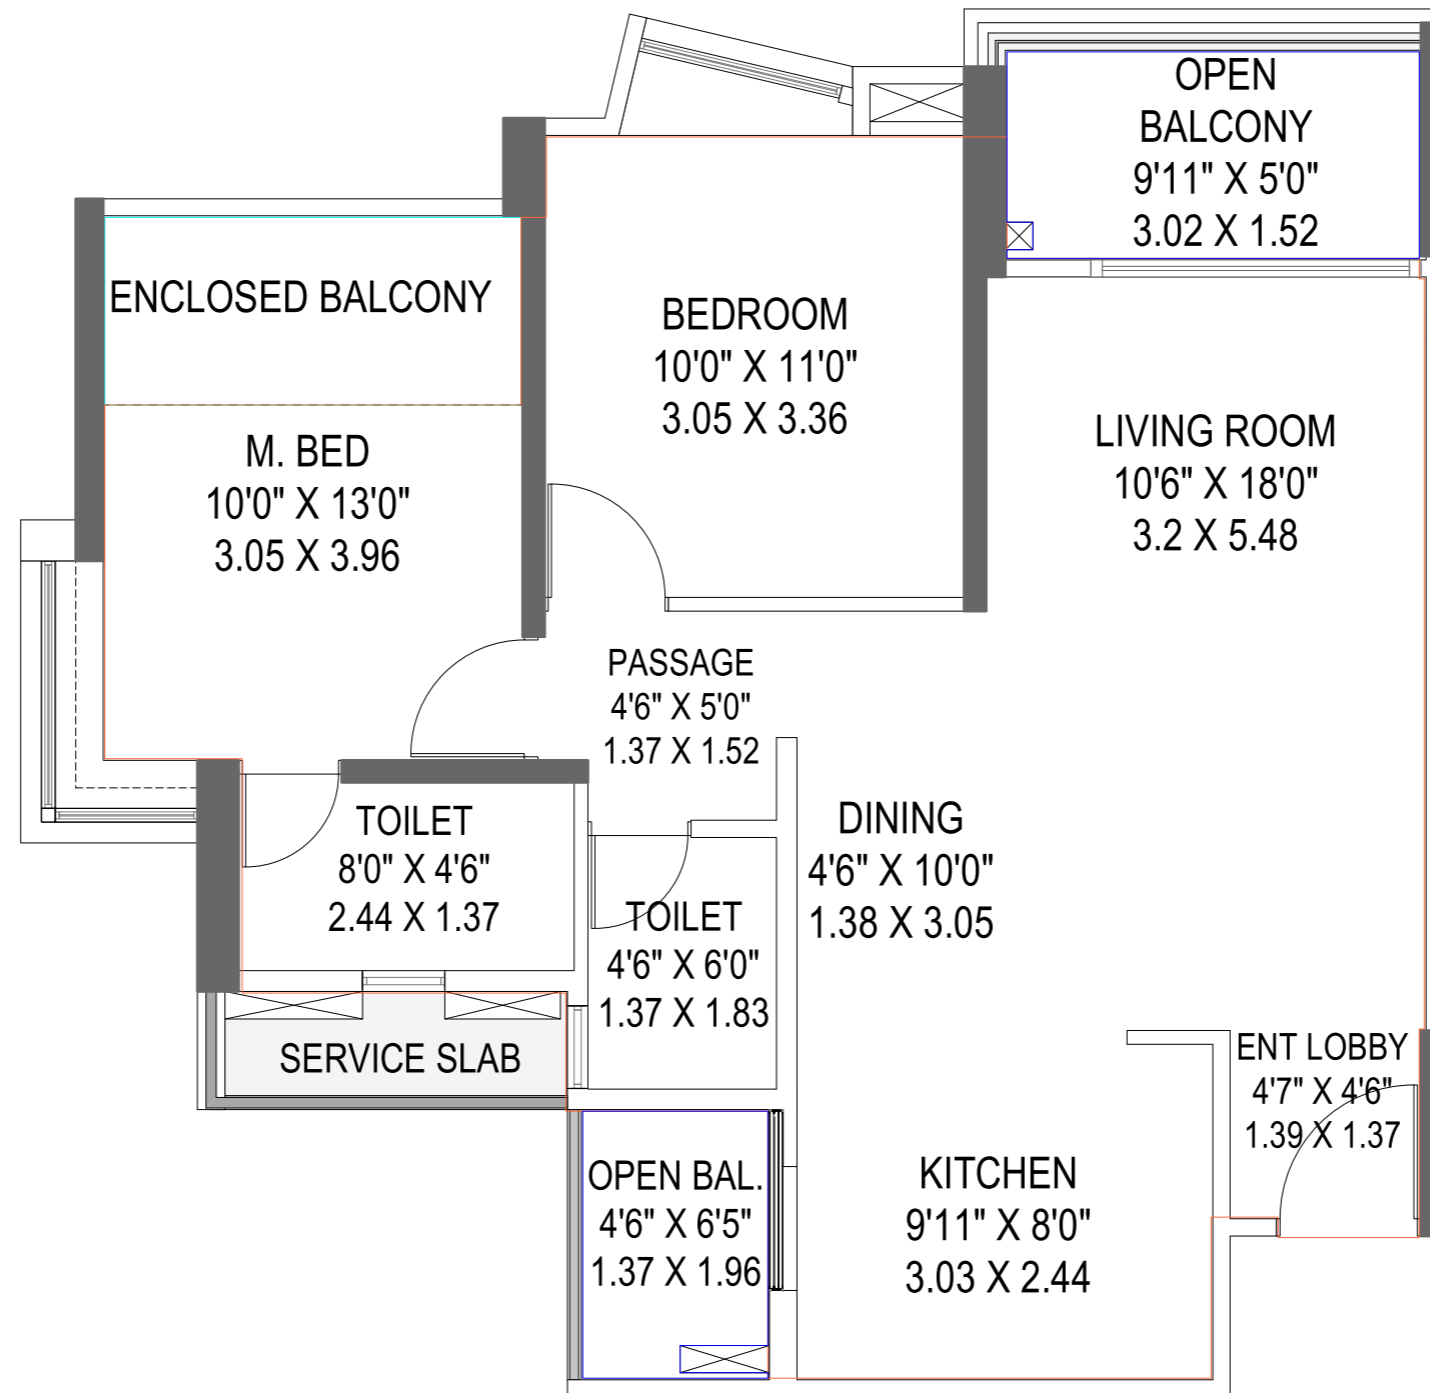 OPEN
BALCONY
9'11" X 5'0"
3.02 X 1.52
ENCLOSED BALCONY
BEDROOM
10'0" X 11'0"
3.05 X 3.36
M. BED
10'0" X 13'0"
3.05 X 3.96
LIVING ROOM
10'6" X 18'0"
3.2 X 5.48
PASSAGE
4'6" X 5'0"
1.37 X 1.52
TOILET
8'0" X 4'6"
2.44 X 1.37
DINING
4'6" X 10'0"
1.38 X 3.05
TOILET
4'6" X 6'0"
1.37 X 1.83
SERVICE SLAB
ENT LOBBY
4'7" X 4'6"
1.39 X 1.37
OPEN BAL.
4'6" X 6'5"
1.37 X 1.96
KITCHEN
9'11" X 8'0"
3.03 X 2.44